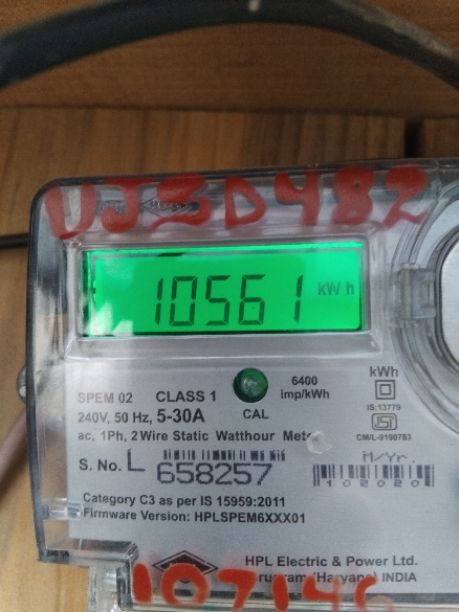 UJ3D482
10561 kWh
SPEM 02 CLASS 1
6400 imp/kWh
kWh
240V, 50 Hz, 5-30A
CAL
IS:13779
ac, 1Ph, 2Wire Static Watthour Meter
CM/L-9190783
S. No. L 658257
M/Yr.
102020
Category C3 as per IS 15959:2011
Firmware Version: HPLSPEM6XXX01
HPL Electric & Power Ltd.
(Haryana) INDIA